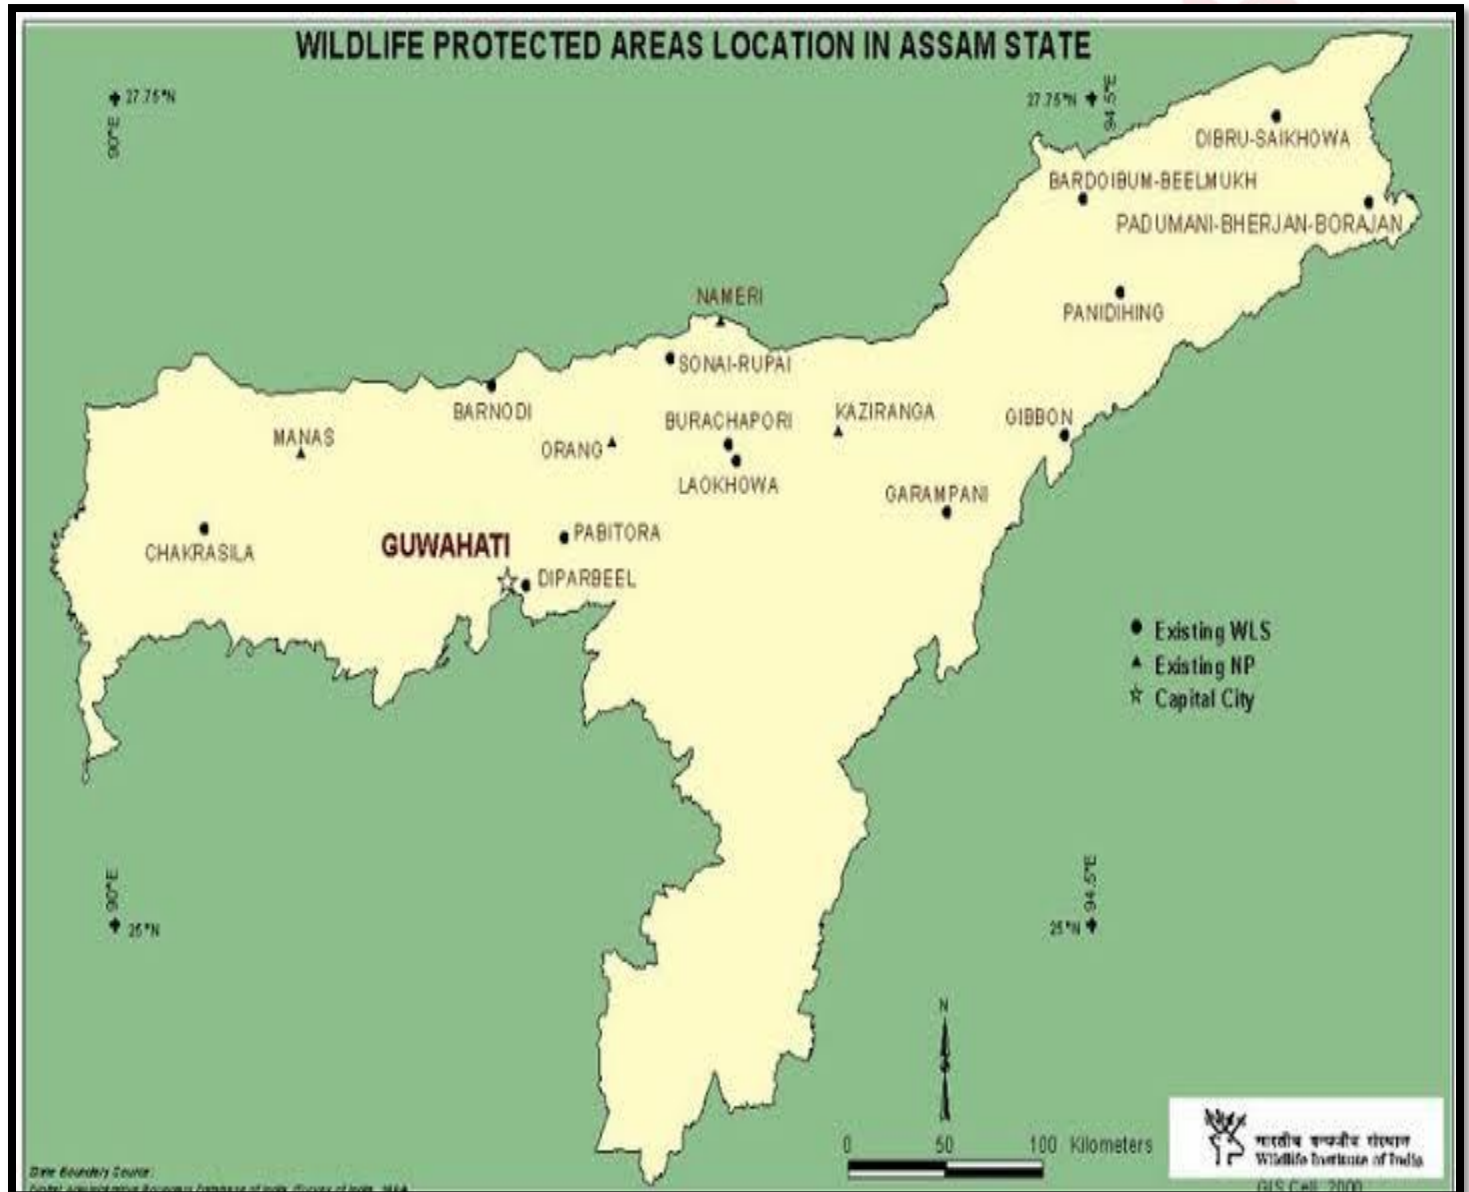 WILDLIFE PROTECTED AREAS LOCATION IN ASSAM STATE
27.75°N
90°E
27.75°N
94.5°E
DIBRU-SAIKHOWA
BARDOIBUM-BEELMUKH
PADUMANI-BHERJAN-BORAJAN
NAMERI
PANIDIHING
SONAI-RUPAI
BARNODI
BURACHAPORI
KAZIRANGA
GIBBON
MANAS
ORANG
LAOKHOWA
GARAMPANI
CHAKRASILA
GUWAHATI
PABITORA
DIPARBEEL
Existing WLS
Existing NP
Capital City
90°E
25°N
94.5°E
25°N
N
0 50 100 Kilometers
भारतीय वन्यजीव संस्थान
Wildlife Institute of India
GIS Cell, 2000
State Boundary Source: